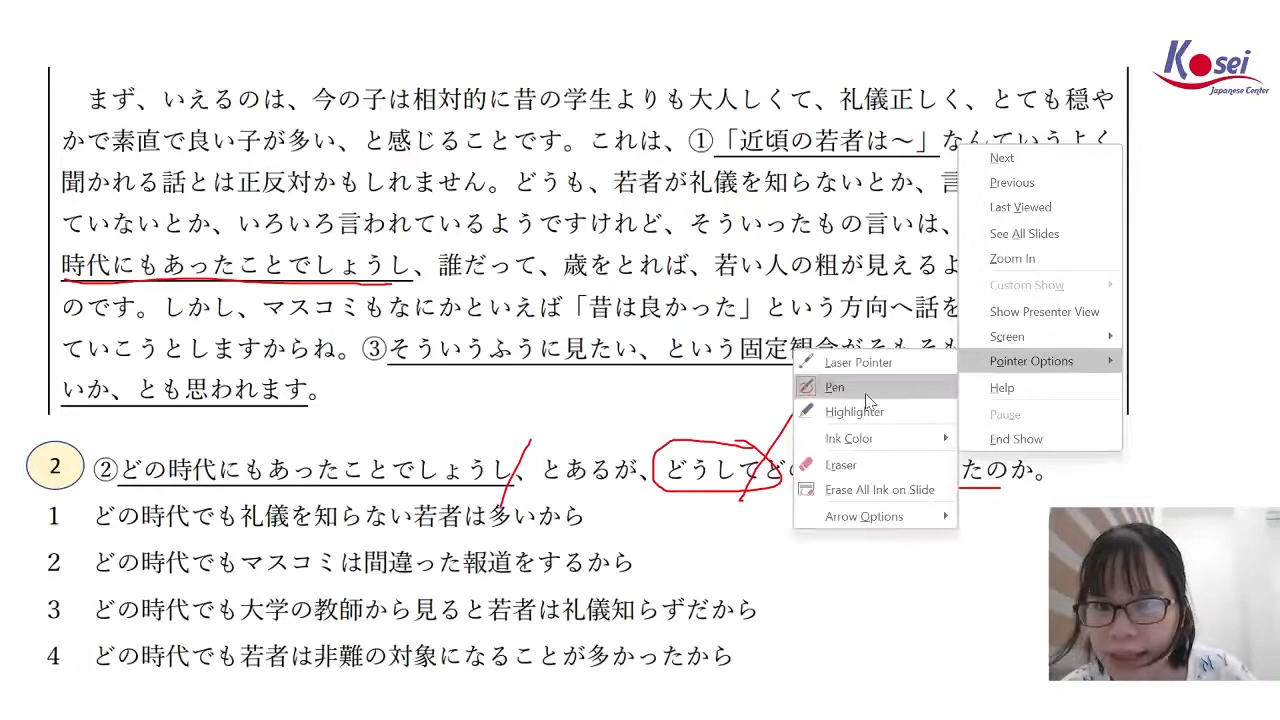 Kosei
Japanese Center
まず、いえるのは、今の子は相対的に昔の学生よりも大人しくて、礼儀正しく、とても穏や
かで素直で良い子が多い、と感じることです。これは、①「近頃の若者は～」なんていうよく
聞かれる話とは正反対かもしれません。どうも、若者が礼儀を知らないとか、言
ていないとか、いろいろ言われているようですけれど、そういったもの言いは、
時代にもあったことでしょうし、誰だって、歳をとれば、若い人の粗が見えるよ
のです。しかし、マスコミもなにかといえば「昔は良かった」という方向へ話を
ていこうとしますからね。③そういうふうに見たい、という固定観念がそもそも
いか、とも思われます。
Next
Previous
Last Viewed
See All Slides
Zoom In
Custom Show
Show Presenter View
Screen
Pointer Options
Help
Pause
End Show
Laser Pointer
Pen
Highlighter
Ink Color
Eraser
Erase All Ink on Slide
Arrow Options
2 ②どの時代にもあったことでしょうし、とあるが、どうしてど たのか。
1 どの時代でも礼儀を知らない若者は多いから
2 どの時代でもマスコミは間違った報道をするから
3 どの時代でも大学の教師から見ると若者は礼儀知らずだから
4 どの時代でも若者は非難の対象になることが多かったから